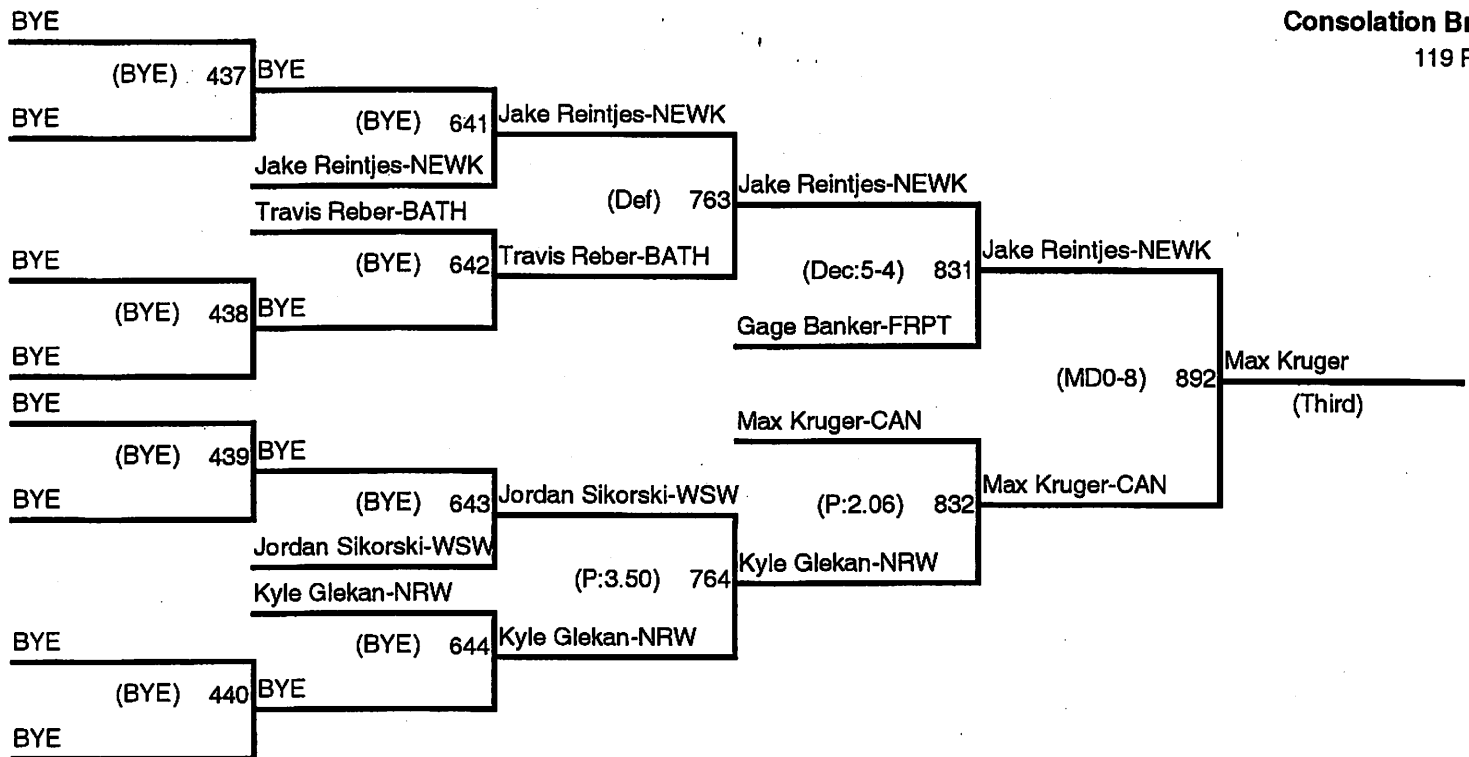 BYE
Consolation Br
119 P
(BYE) 437 BYE
BYE
(BYE) 641 Jake Reintjes-NEWK
Jake Reintjes-NEWK
(Def) 763 Jake Reintjes-NEWK
Travis Reber-BATH
(BYE) 642 Travis Reber-BATH
BYE
(BYE) 438 BYE
BYE
(Dec:5-4) 831 Jake Reintjes-NEWK
Gage Banker-FRPT
(MD0-8) 892 Max Kruger
(Third)
BYE
(BYE) 439 BYE
BYE
(BYE) 643 Jordan Sikorski-WSW
Jordan Sikorski-WSW
Max Kruger-CAN
(P:2.06) 832 Max Kruger-CAN
(P:3.50) 764 Kyle Glekan-NRW
Kyle Glekan-NRW
(BYE) 644 Kyle Glekan-NRW
BYE
(BYE) 440 BYE
BYE